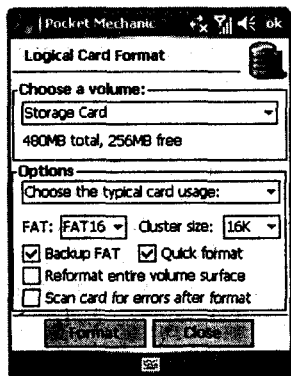 Pocket Mechanic ok
Logical Card Format
Choose a volume:
Storage Card
480MB total, 256MB free
Options
Choose the typical card usage:
FAT: FAT16 Cluster size: 16K
Backup FAT Quick format
Reformat entire volume surface
Scan card for errors after format
Format Close